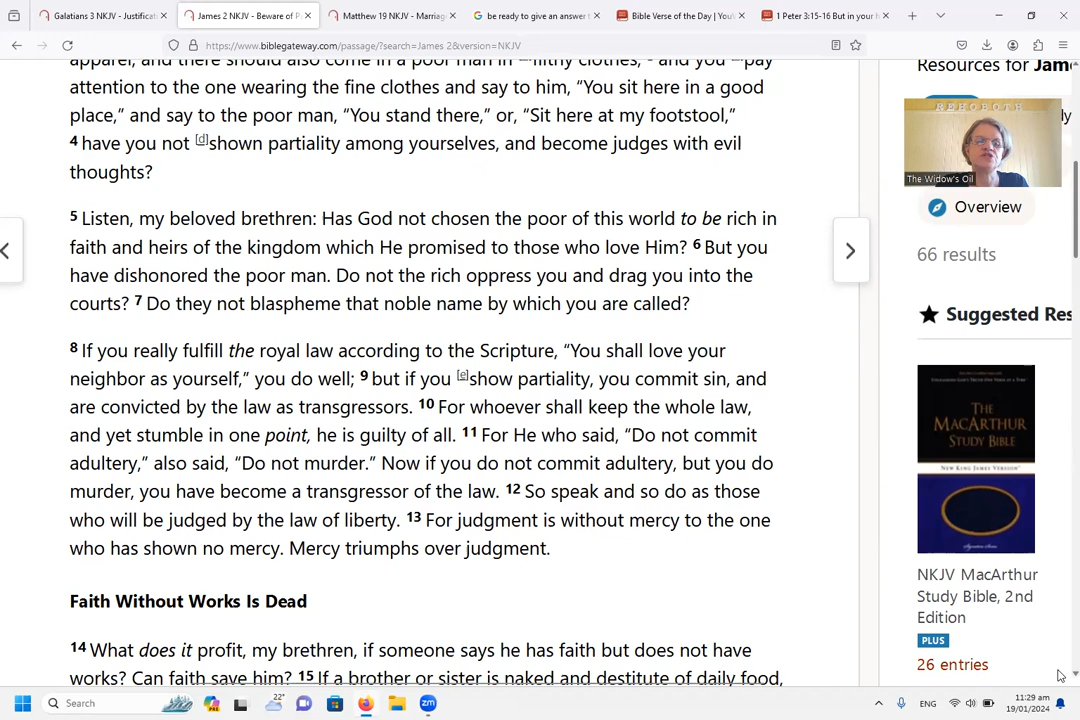 Galatians 3 NKJV - Justificat
James 2 NKJV - Beware of P
Matthew 19 NKJV - Marriag
be ready to give an answer t
Bible Verse of the Day | YouV
1 Peter 3:15-16 But in your h
https://www.biblegateway.com/passage/?search=James 2&version=NKJV
apparel, and there should also come in a poor man in filthy clothes, and you pay
attention to the one wearing the fine clothes and say to him, “You sit here in a good
place,” and say to the poor man, “You stand there,” or, “Sit here at my footstool,”
4 have you not [d]shown partiality among yourselves, and become judges with evil
thoughts?
5 Listen, my beloved brethren: Has God not chosen the poor of this world to be rich in
faith and heirs of the kingdom which He promised to those who love Him? 6 But you
have dishonored the poor man. Do not the rich oppress you and drag you into the
courts? 7 Do they not blaspheme that noble name by which you are called?
8 If you really fulfill the royal law according to the Scripture, “You shall love your
neighbor as yourself,” you do well; 9 but if you [e]show partiality, you commit sin, and
are convicted by the law as transgressors. 10 For whoever shall keep the whole law,
and yet stumble in one point, he is guilty of all. 11 For He who said, “Do not commit
adultery,” also said, “Do not murder.” Now if you do not commit adultery, but you do
murder, you have become a transgressor of the law. 12 So speak and so do as those
who will be judged by the law of liberty. 13 For judgment is without mercy to the one
who has shown no mercy. Mercy triumphs over judgment.
Faith Without Works Is Dead
14 What does it profit, my brethren, if someone says he has faith but does not have
works? Can faith save him? 15 If a brother or sister is naked and destitute of daily food,
Resources for Jam
REHOBOTH
ly
The Widow's Oil
Overview
66 results
Suggested Res
THE
MACARTHUR
STUDY BIBLE
NEW KING JAMES VERSION
NKJV MacArthur
Study Bible, 2nd
Edition
PLUS
26 entries
Search
PRE
22°
zm
ENG
11:29 am
19/01/2024